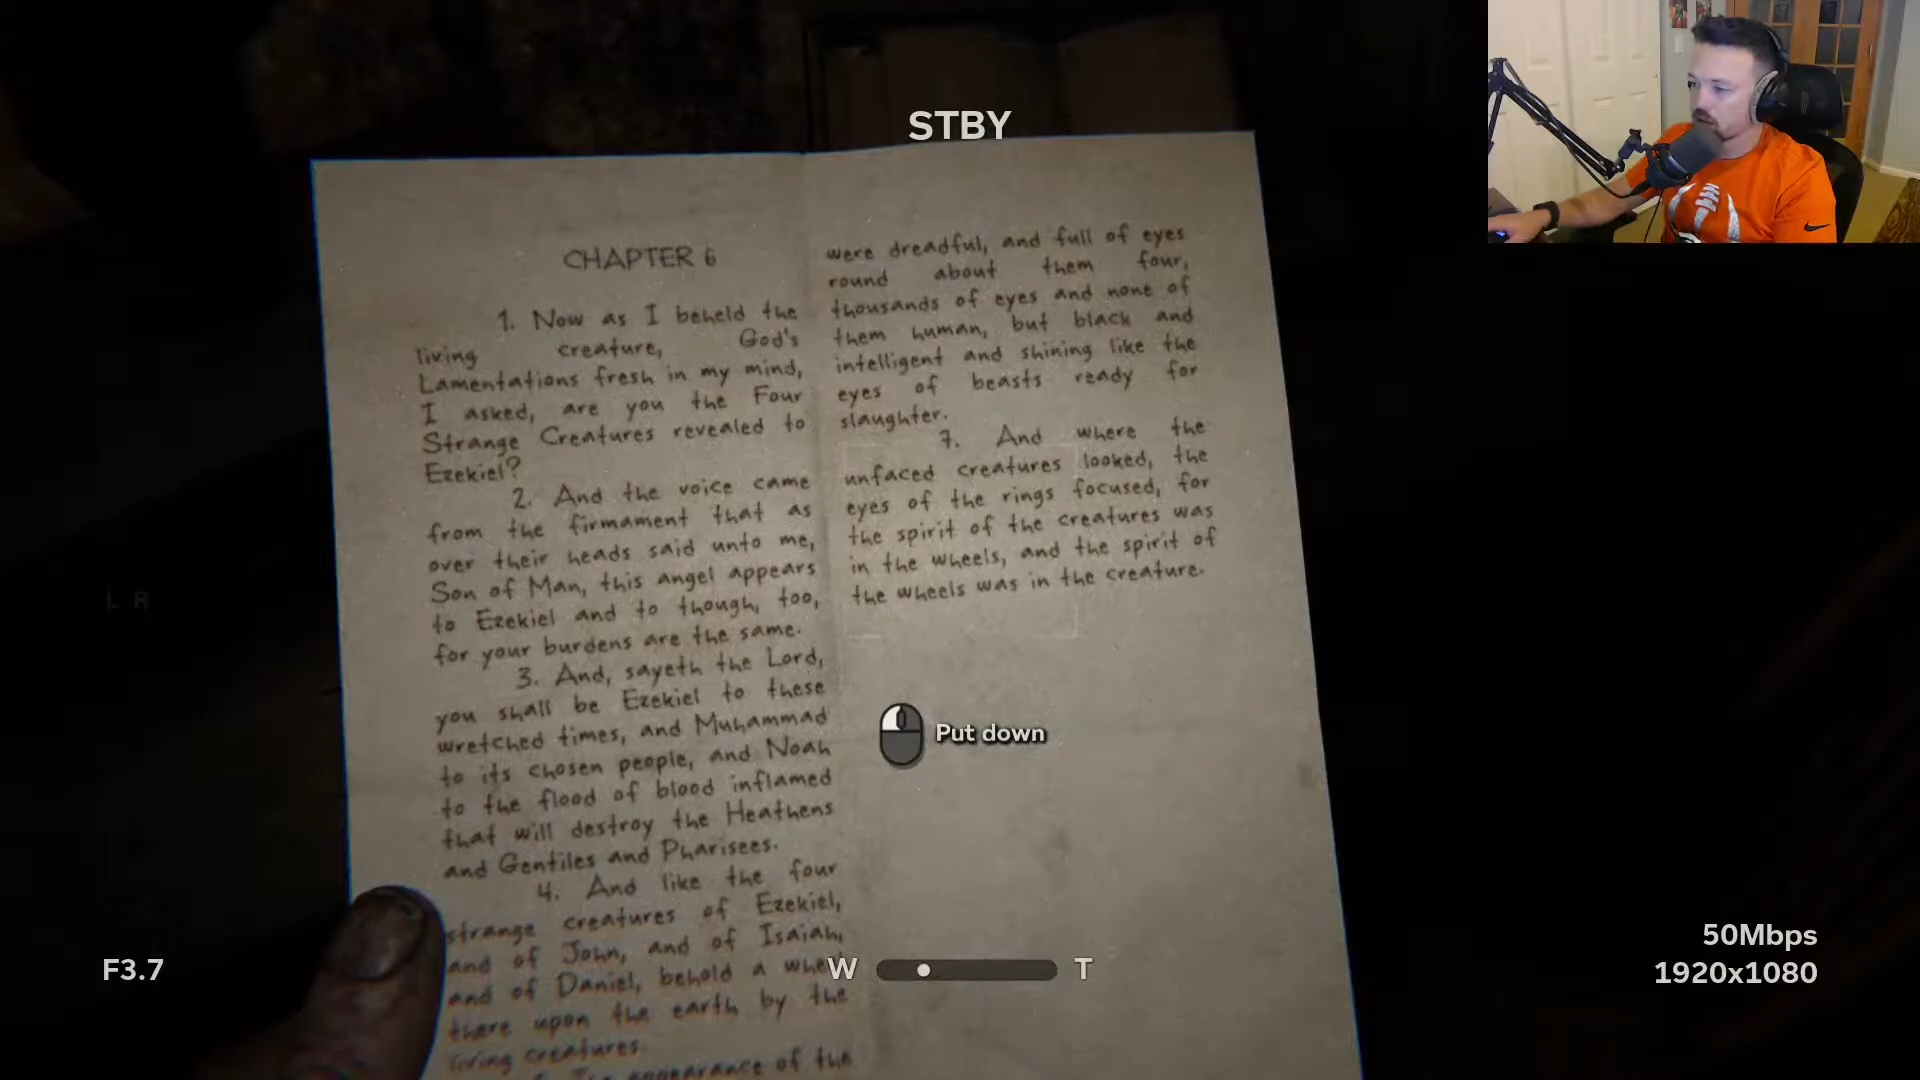 STBY
CHAPTER 6
1. Now as I beheld the
living creature, God's
Lamentations fresh in my mind,
I asked, are you the Four
Strange Creatures revealed to
Ezekiel?
2. And the voice came
from the firmament that as
over their heads said unto me,
Son of Man, this angel appears
to Ezekiel and to though, too,
for your burdens are the same.
3. And, sayeth the Lord,
you shall be Ezekiel to these
wretched times, and Muhammad
to its chosen people, and Noah
to the flood of blood inflamed
that will destroy the Heathens
and Gentiles and Pharisees.
4. And like the four
strange creatures of Ezekiel,
and of John, and of Isaiah,
and of Daniel, behold a
there upon the earth by the
living creatures.
appearance of the
were dreadful, and full of eyes
round about them four,
thousands of eyes and none of
them human, but black and
intelligent and shining like the
eyes of beasts ready for
slaughter.
7. And where the
unfaced creatures looked, the
eyes of the rings focused, for
the spirit of the creatures was
in the wheels, and the spirit of
the wheels was in the creature.
Put down
F3.7
W T
50Mbps
1920x1080